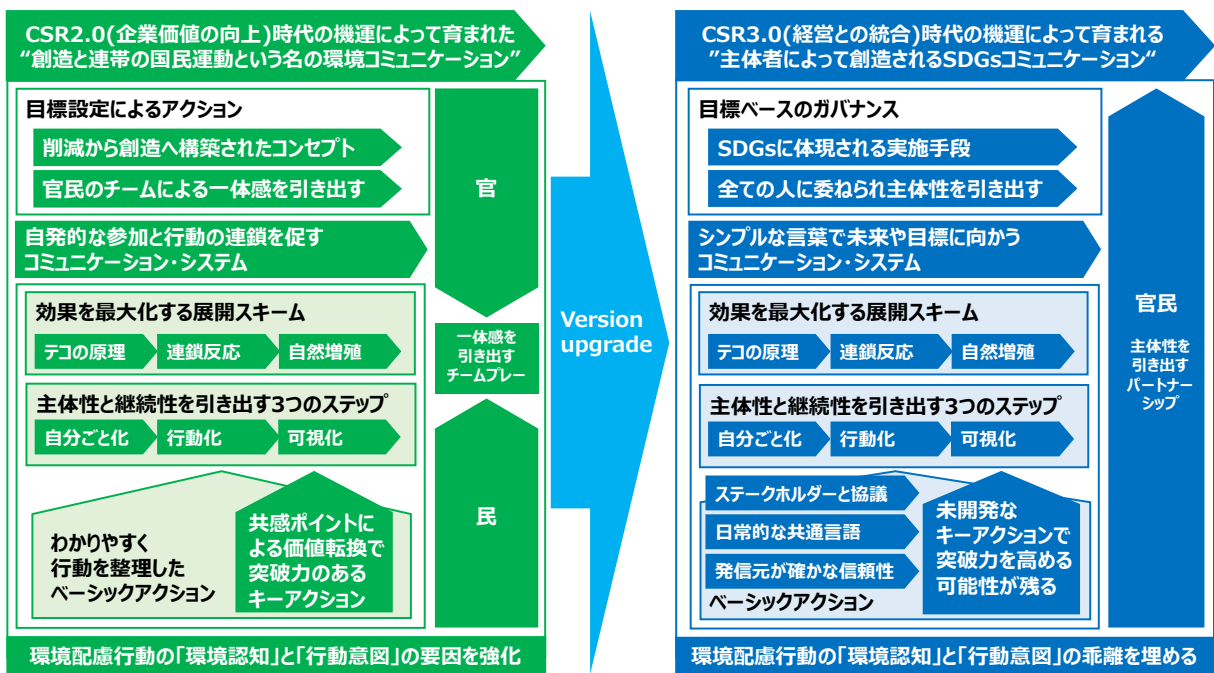 CSR2.0(企業価値の向上)時代の機運によって育まれた
“創造と連帯の国民運動という名の環境コミュニケーション”
目標設定によるアクション
削減から創造へ構築されたコンセプト
官民のチームによる一体感を引き出す
自発的な参加と行動の連鎖を促す
コミュニケーション・システム
効果を最大化する展開スキーム
テコの原理
連鎖反応
自然増殖
主体性と継続性を引き出す3つのステップ
自分ごと化
行動化
可視化
わかりやすく
行動を整理した
ベーシックアクション
共感ポイントに
よる価値転換で
突破力のある
キーアクション
官
一体感を
引き出す
チームプレー
民
環境配慮行動の「環境認知」と「行動意図」の要因を強化
Version
upgrade
CSR3.0(経営との統合)時代の機運によって育まれる
”主体者によって創造されるSDGsコミュニケーション“
目標ベースのガバナンス
SDGsに体現される実施手段
全ての人に委ねられ主体性を引き出す
シンプルな言葉で未来や目標に向かう
コミュニケーション・システム
効果を最大化する展開スキーム
テコの原理
連鎖反応
自然増殖
主体性と継続性を引き出す3つのステップ
自分ごと化
行動化
可視化
ステークホルダーと協議
日常的な共通言語
発信元が確かな信頼性
ベーシックアクション
未開発な
キーアクションで
突破力を高める
可能性が残る
官民
主体性を
引き出す
パートナー
シップ
環境配慮行動の「環境認知」と「行動意図」の乖離を埋める